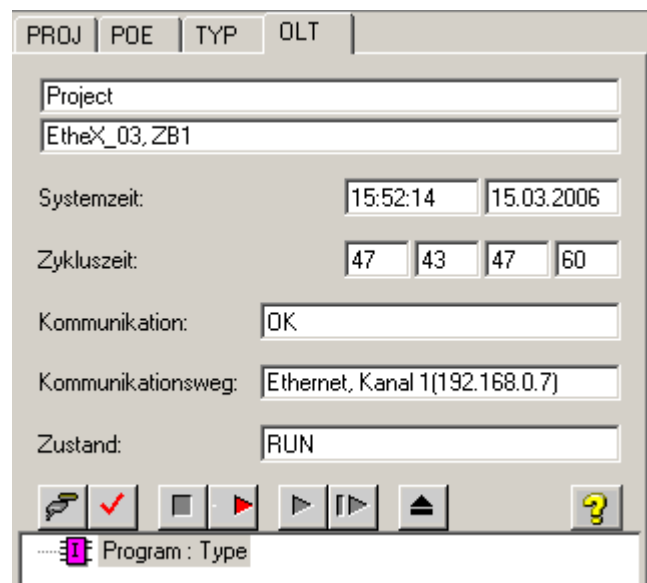 PROJ POE TYP OLT
Project
EtheX_03, ZB1
Systemzeit: 15:52:14 15.03.2006
Zykluszeit: 47 43 47 60
Kommunikation: OK
Kommunikationsweg: Ethernet, Kanal 1(192.168.0.7)
Zustand: RUN
I Program : Type